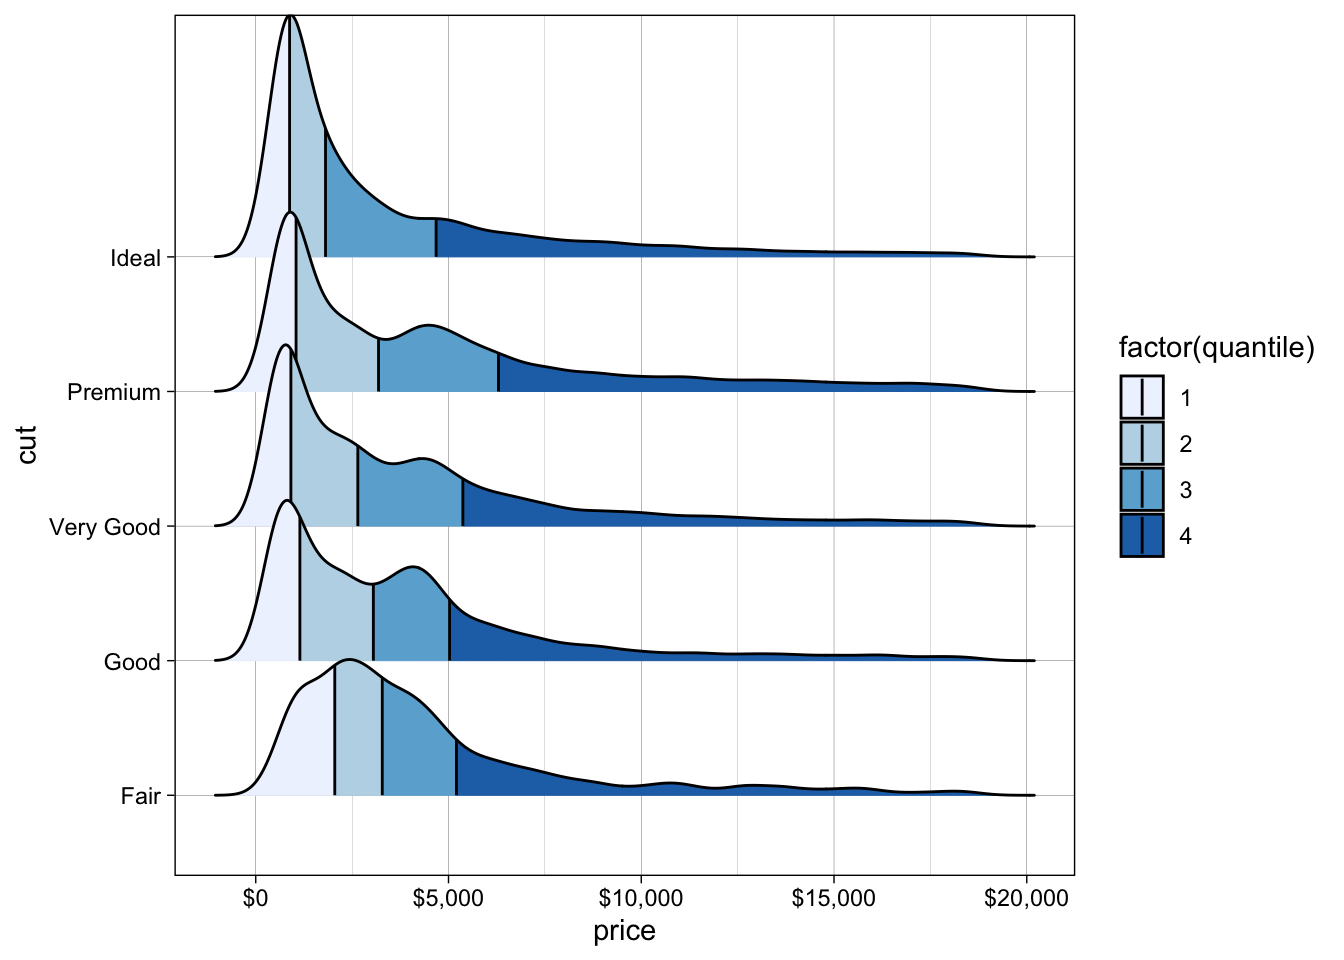 Ideal
Premium
Very Good
Good
Fair
cut
$0 $5,000 $10,000 $15,000 $20,000
price
factor(quantile)
1
2
3
4